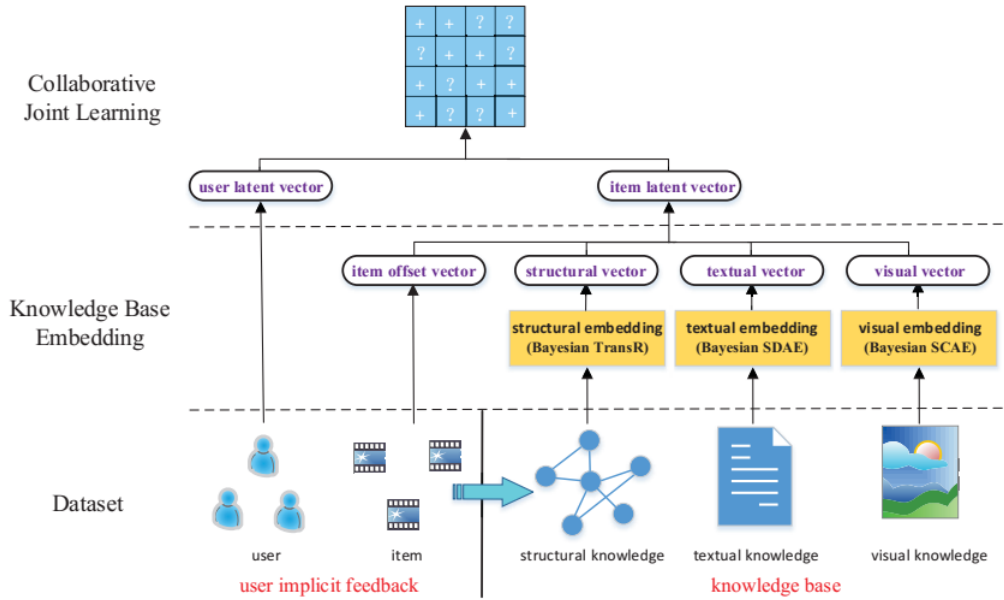 + + ? ?
? + + ?
+ ? + +
+ ? ? +
Collaborative
Joint Learning
user latent vector
item latent vector
item offset vector
structural vector
textual vector
visual vector
Knowledge Base
Embedding
structural embedding
(Bayesian TransR)
textual embedding
(Bayesian SDAE)
visual embedding
(Bayesian SCAE)
Dataset
user
item
structural knowledge
textual knowledge
visual knowledge
user implicit feedback
knowledge base